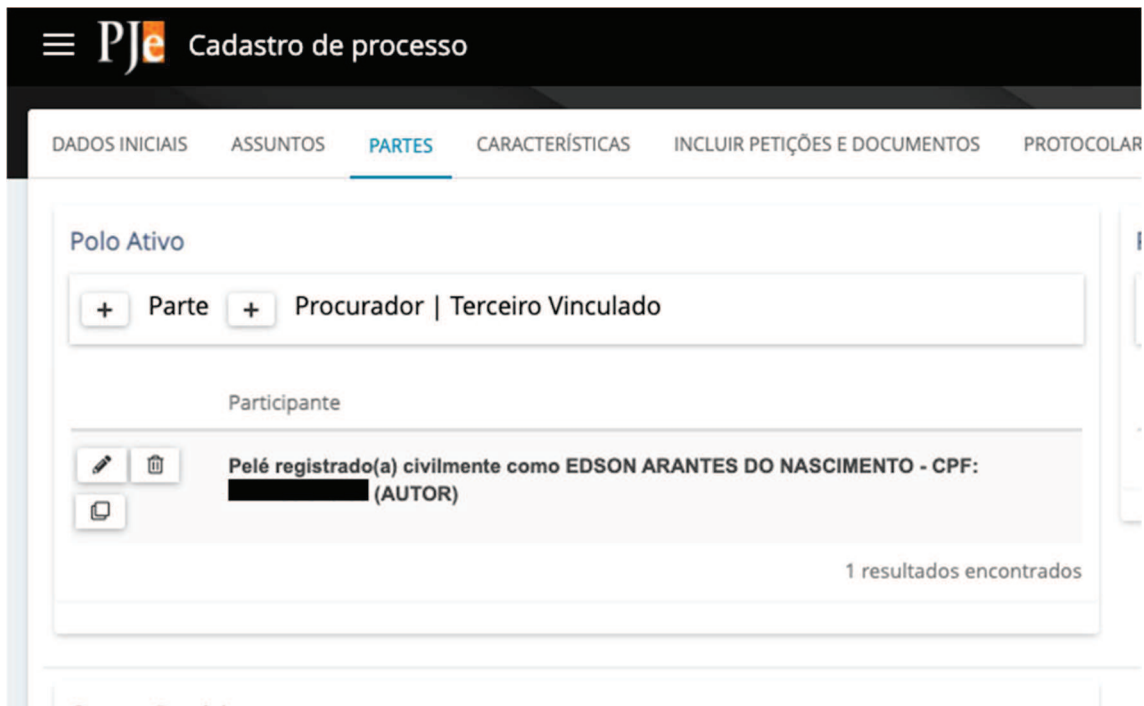 PJe Cadastro de processo
DADOS INICIAIS ASSUNTOS PARTES CARACTERÍSTICAS INCLUIR PETIÇÕES E DOCUMENTOS PROTOCOLAR
Polo Ativo
+ Parte + Procurador | Terceiro Vinculado
Participante
Pelé registrado(a) civilmente como EDSON ARANTES DO NASCIMENTO - CPF:
(AUTOR)
1 resultados encontrados